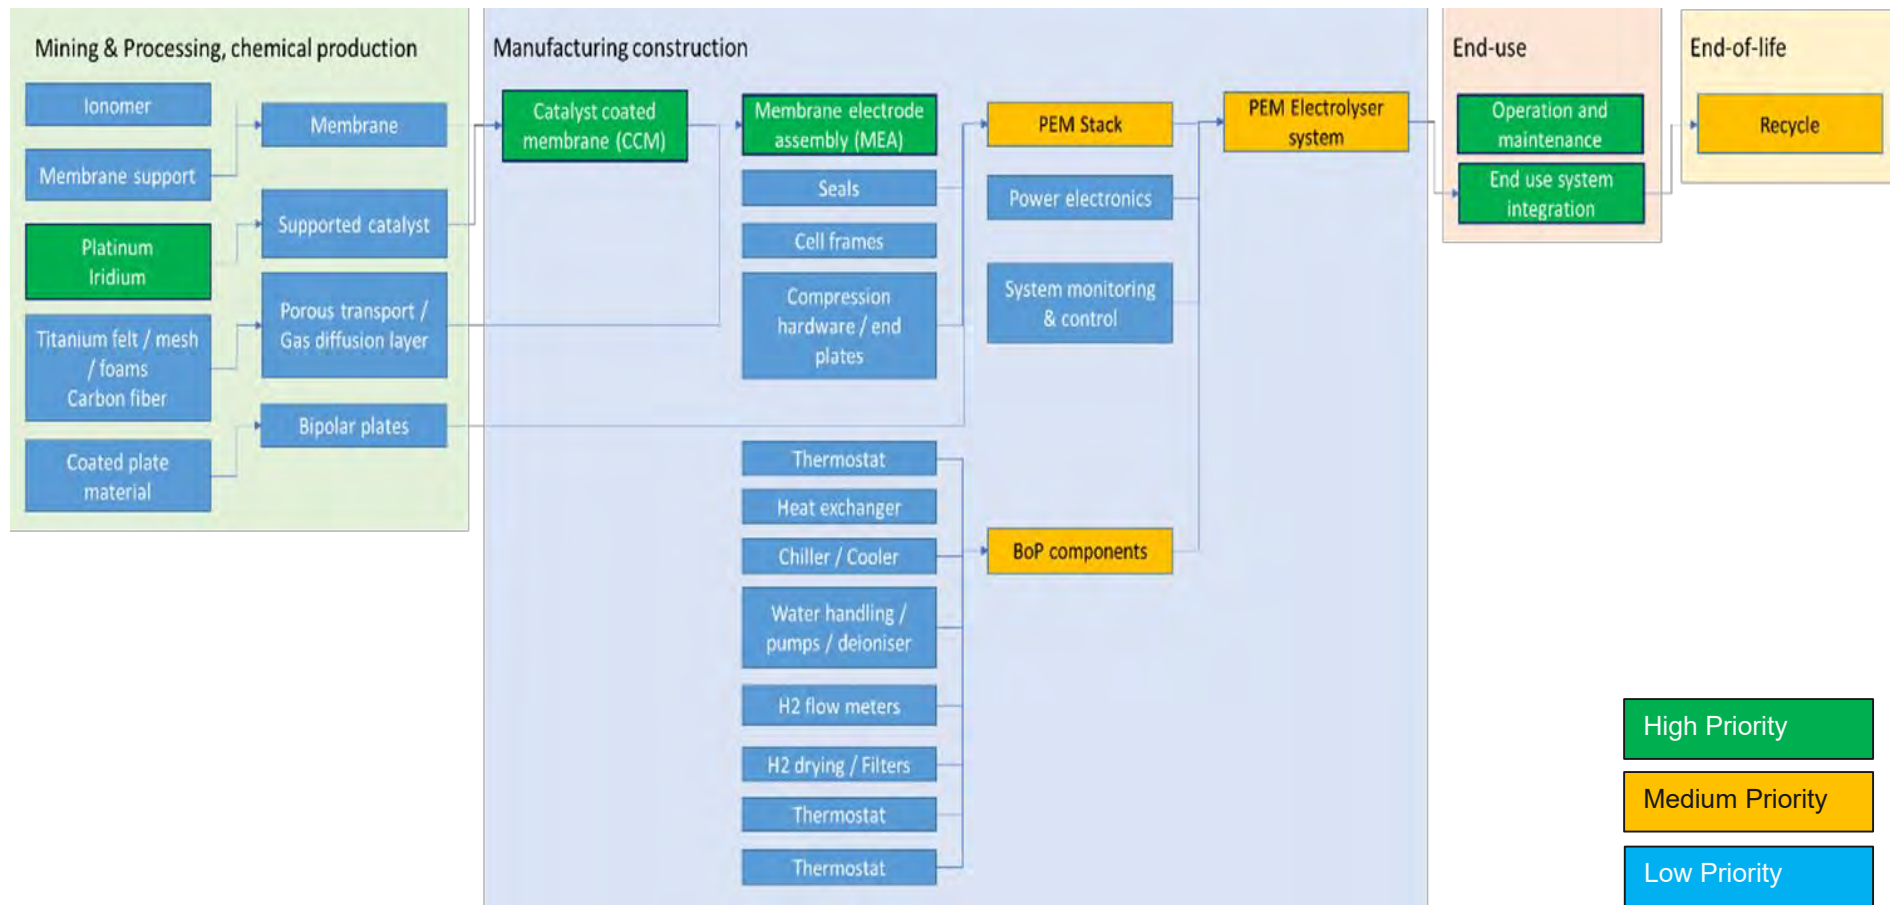 Mining & Processing, chemical production
Ionomer
Membrane support
Platinum
Iridium
Titanium felt / mesh
/ foams
Carbon fiber
Coated plate
material
Membrane
Supported catalyst
Porous transport /
Gas diffusion layer
Bipolar plates
Manufacturing construction
Catalyst coated
membrane (CCM)
Membrane electrode
assembly (MEA)
Seals
Cell frames
Compression
hardware / end
plates
Thermostat
Heat exchanger
Chiller / Cooler
Water handling /
pumps / deioniser
H2 flow meters
H2 drying / Filters
Thermostat
Thermostat
PEM Stack
Power electronics
System monitoring
& control
BoP components
PEM Electrolyser
system
End-use
Operation and
maintenance
End use system
integration
End-of-life
Recycle
High Priority
Medium Priority
Low Priority